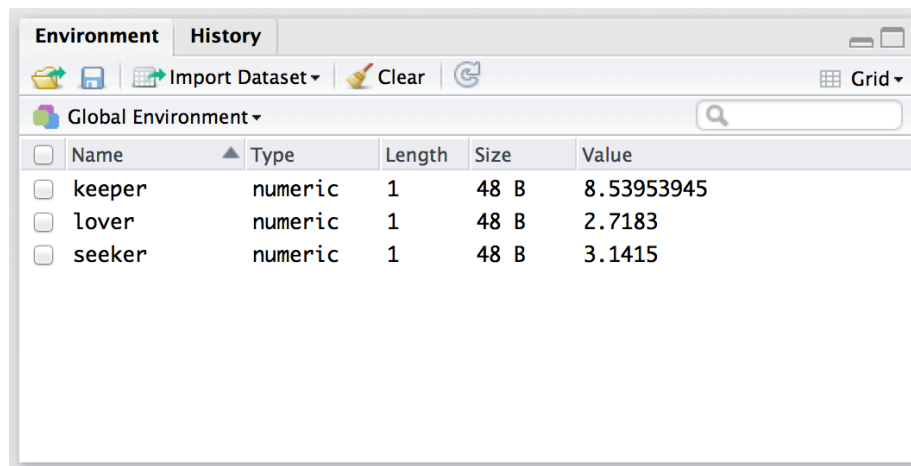 Environment History
Import Dataset Clear Grid
Global Environment
Name Type Length Size Value
keeper numeric 1 48 B 8.53953945
lover numeric 1 48 B 2.7183
seeker numeric 1 48 B 3.1415